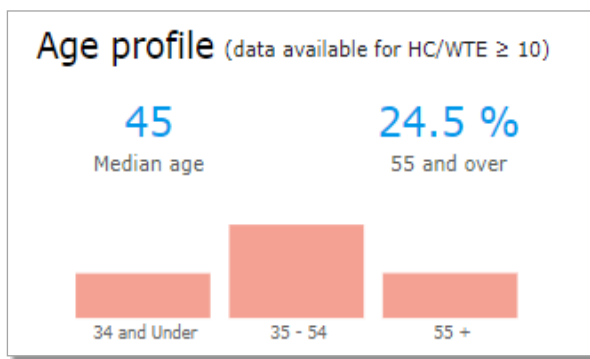 Age profile (data available for HC/WTE ≥ 10)
45
24.5 %
Median age
55 and over
34 and Under
35 - 54
55 +